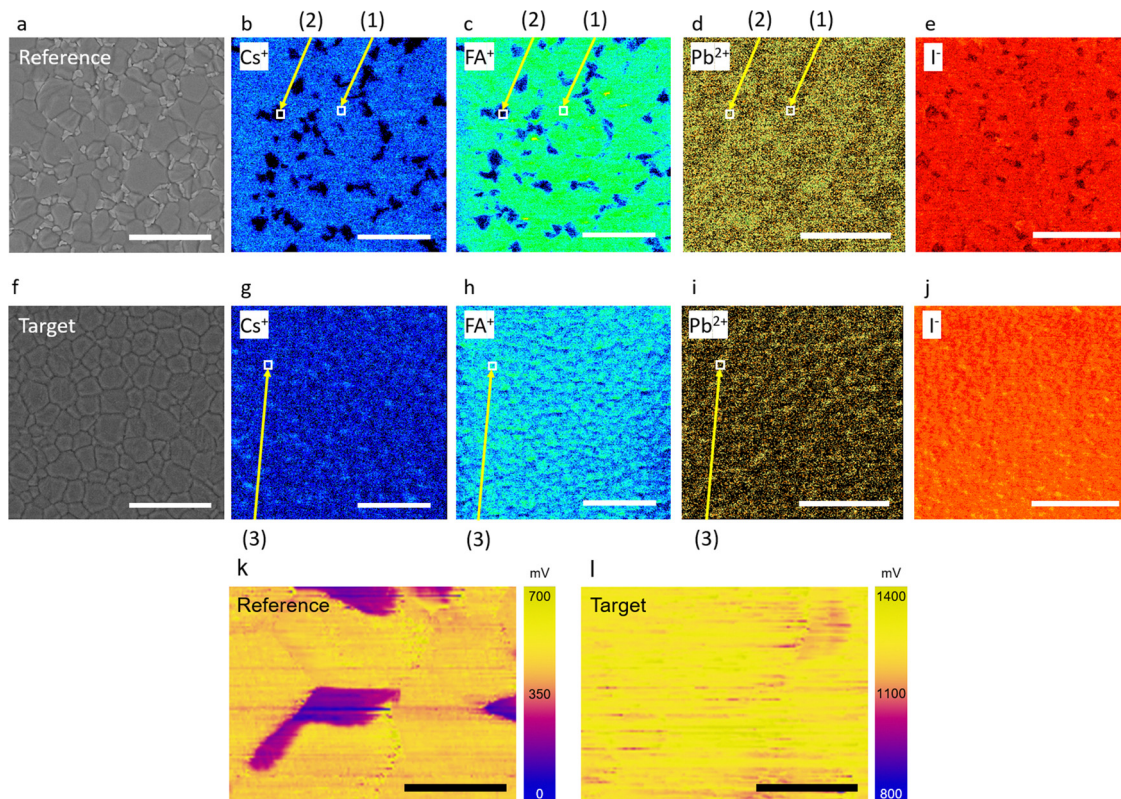 a b (2) (1) c (2) (1) d (2) (1) e
Reference Cs⁺ FA⁺ Pb²⁺ I⁻
f g h i j
Target Cs⁺ FA⁺ Pb²⁺ I⁻
(3) (3) (3)
k mV l mV
Reference 700 Target 1400
350 1100
0 800